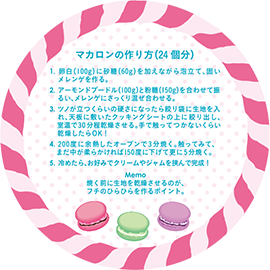 マカロンの作り方(24個分)
1. 卵白(100g)に砂糖(60g)を加えながら泡立て、固い
メレンゲを作る。
2. アーモンドプードル(100g)と粉糖(150g)を合わせて振
るい、メレンゲにさっくり混ぜ合わせる。
3. ツノが立つくらいの硬さになったら絞り袋に生地を入
れ、天板に敷いたクッキングシートの上に絞り出し、
室温で30分程乾燥させる。手で触ってつかないくらい
乾燥したらOK!
4. 200度に余熱したオーブンで3分焼く。触ってみて、
まだ中が柔らかければ150度に下げて更に5分焼く。
5. 冷めたら、お好みでクリームやジャムを挟んで完成!
Memo
焼く前に生地を乾燥させるのが、
フチのひらひらを作るポイント。